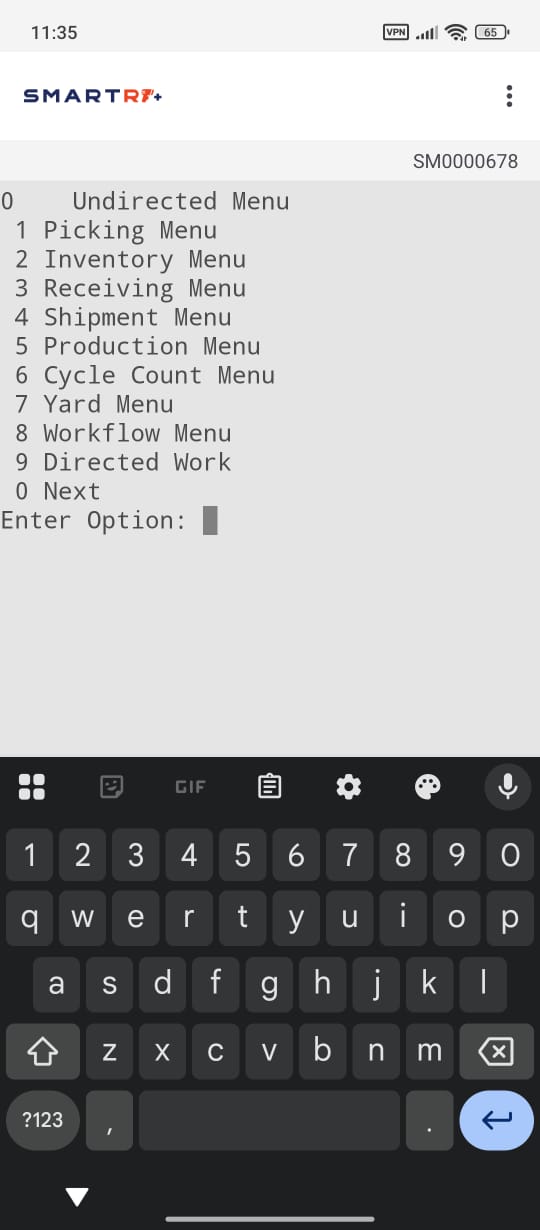 11:35 VPN 65
SMARTRF+
SM0000678
0    Undirected Menu
1 Picking Menu
2 Inventory Menu
3 Receiving Menu
4 Shipment Menu
5 Production Menu
6 Cycle Count Menu
7 Yard Menu
8 Workflow Menu
9 Directed Work
0 Next
Enter Option:
GIF
1 2 3 4 5 6 7 8 9 0
q w e r t y u i o p
a s d f g h j k l
z x c v b n m
?123 , .